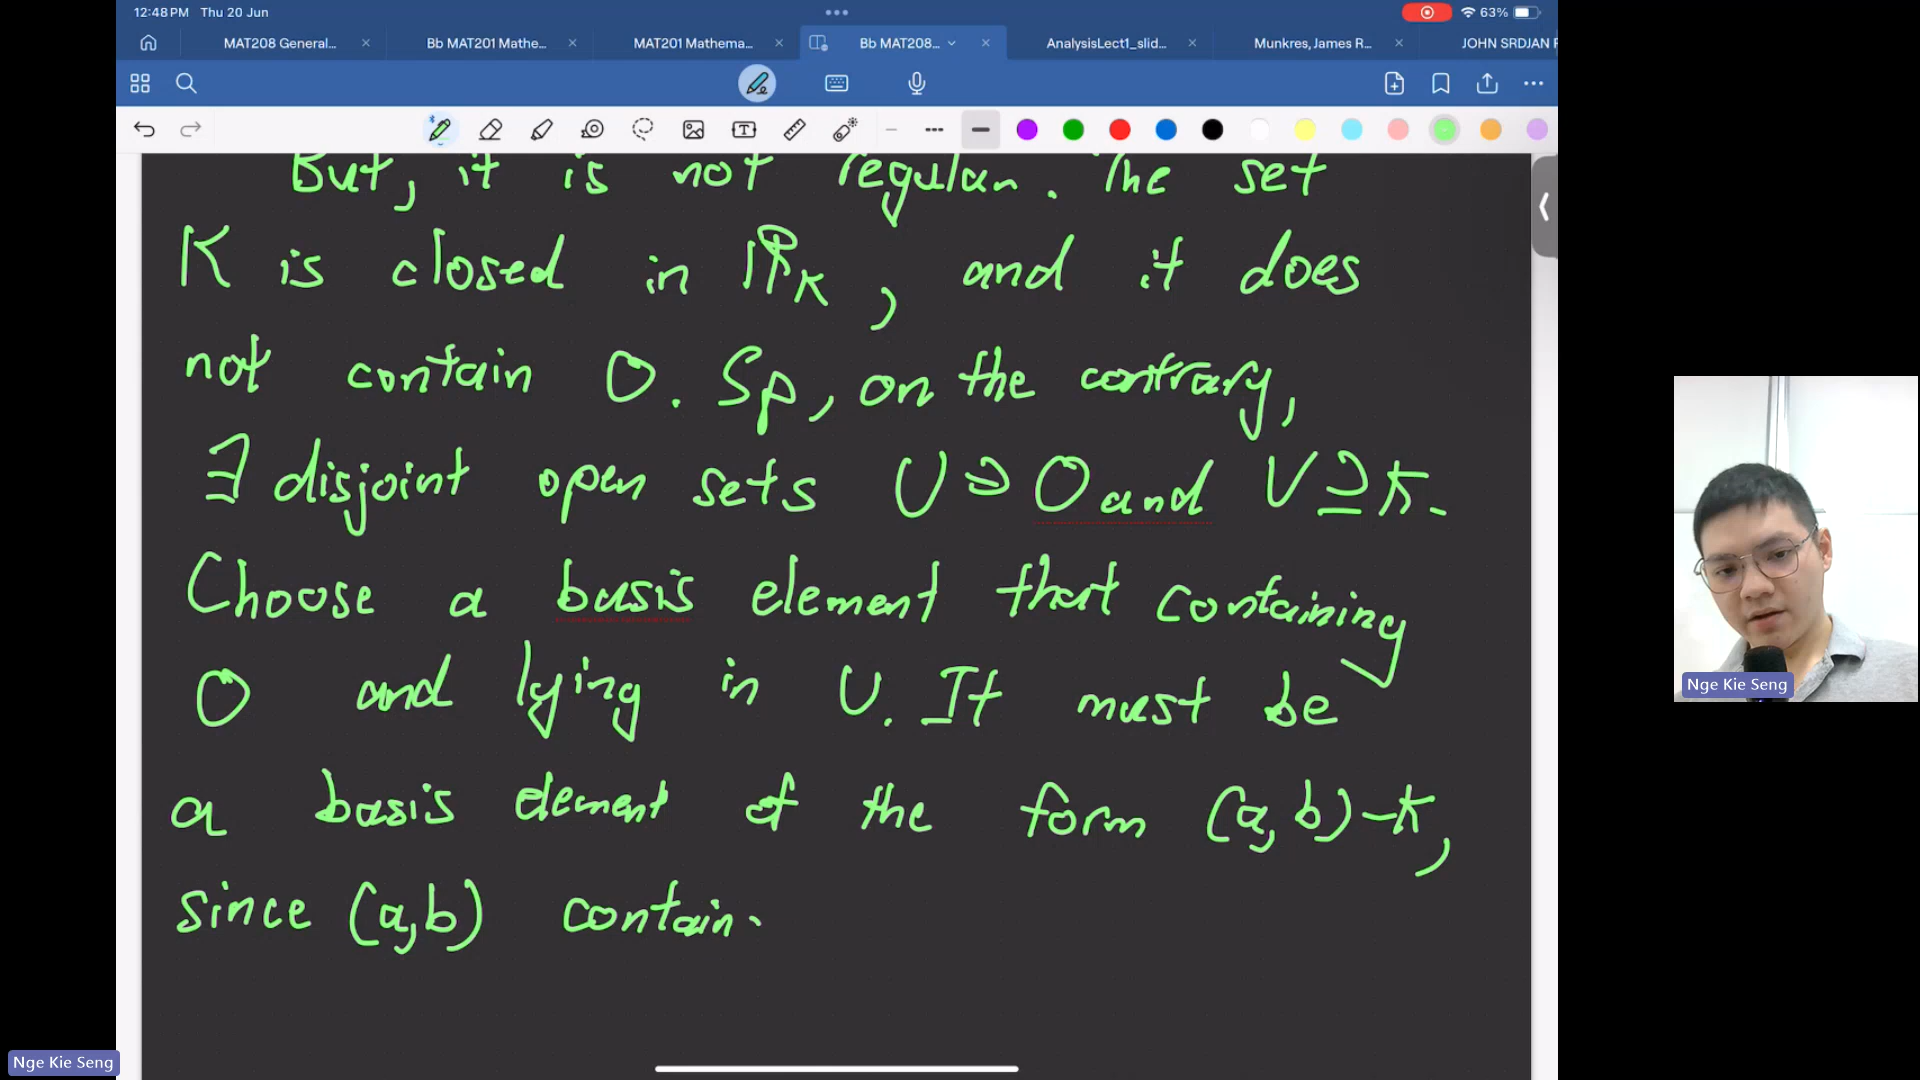 12:48 PM Thu 20 Jun
63%
MAT208 General...
Bb MAT201 Mathe...
MAT201 Mathema...
Bb MAT208...
AnalysisLect1_slid...
Munkres, James R...
JOHN SRDJAN P
But, it is not regular. The set
K is closed in ℝ_K, and it does
not contain 0. Sp, on the contrary,
∃ disjoint open sets U ∋ 0 and V ⊇ K.
Choose a basis element that containing
0 and lying in U. It must be
a basis element of the form (a, b) - K,
since (a,b) contain
Nge Kie Seng
Nge Kie Seng